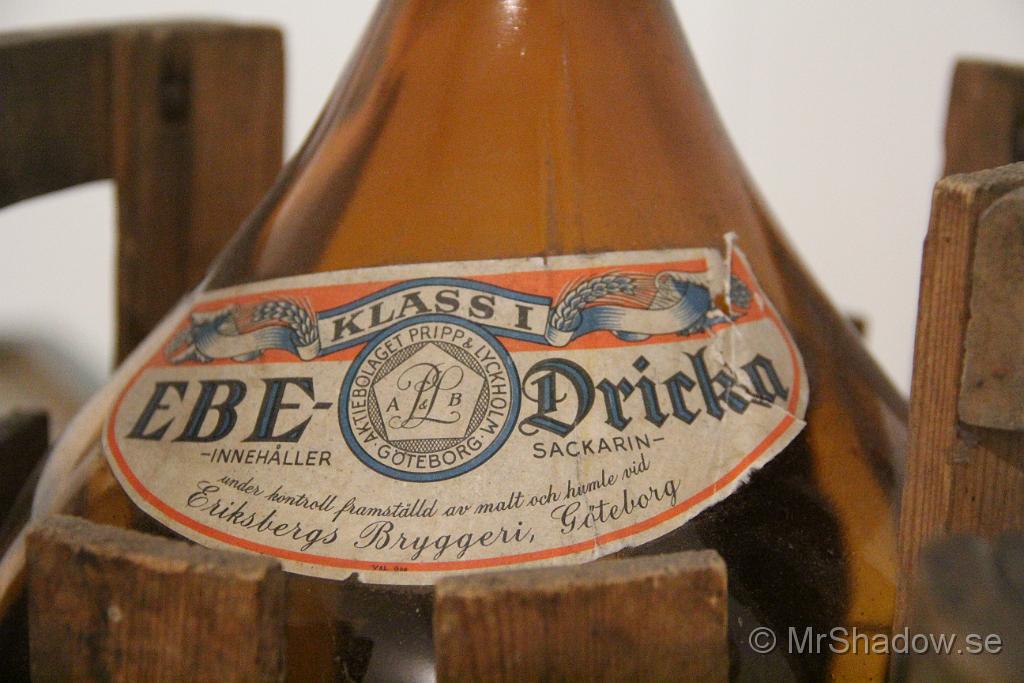 KLASS I
AKTIEBOLAGET PRIPP & LYCKHOLM · GÖTEBORG ·
A P&L B
EBE- Dricka
-INNEHÅLLER SACKARIN-
under kontroll framställd av malt och humle vid
Eriksbergs Bryggeri, Göteborg
© MrShadow.se